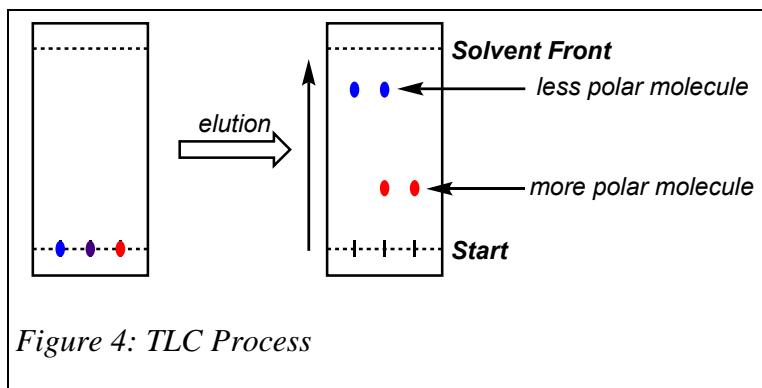 Solvent Front
less polar molecule
elution
more polar molecule
Start
Figure 4: TLC Process